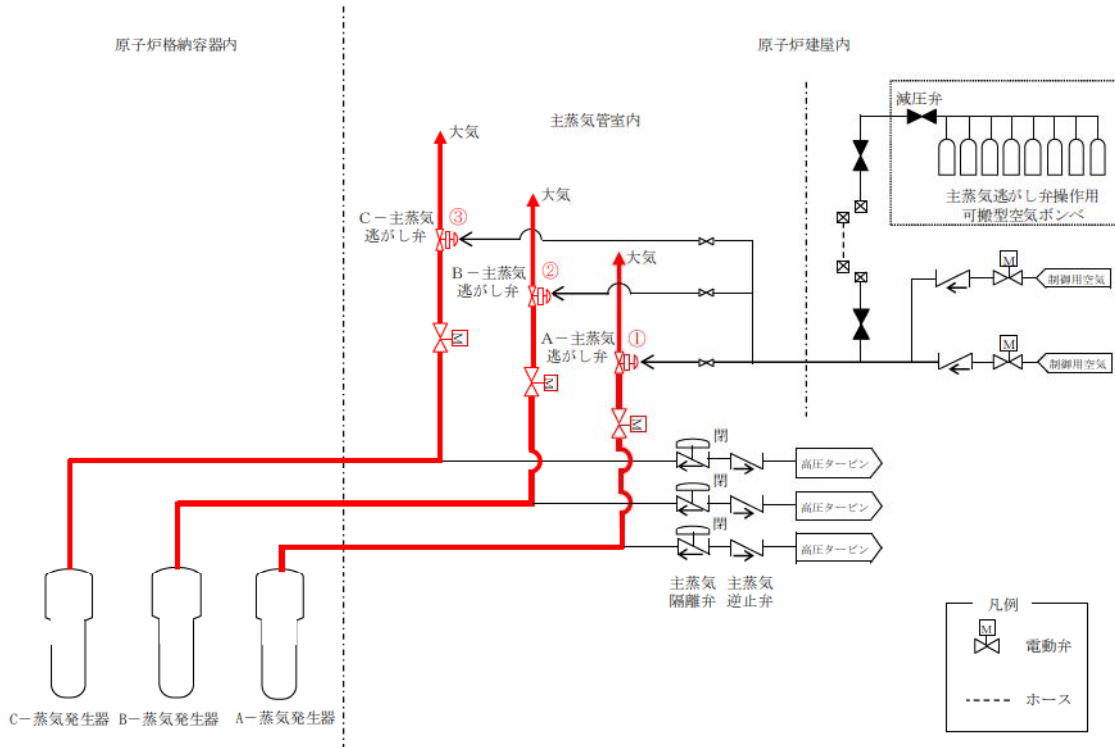 原子炉格納容器内
原子炉建屋内
減圧弁
主蒸気管室内
大気
主蒸気逃がし弁操作用
可搬型空気ボンベ
C－主蒸気
逃がし弁
③
大気
B－主蒸気
逃がし弁
②
大気
M
制御用空気
A－主蒸気
逃がし弁
①
M
制御用空気
M
M
M
閉
高圧タービン
閉
高圧タービン
閉
高圧タービン
主蒸気
隔離弁
主蒸気
逆止弁
凡例
M
電動弁
ホース
C－蒸気発生器
B－蒸気発生器
A－蒸気発生器